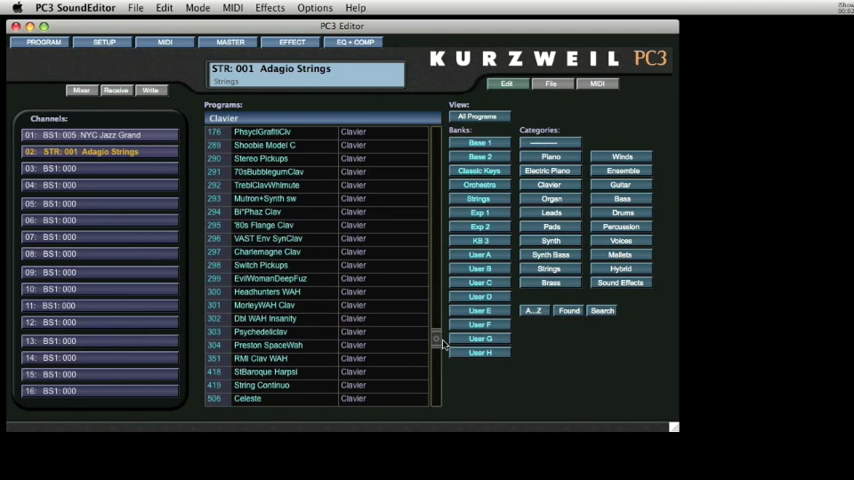 PC3 SoundEditor File Edit Mode MIDI Effects Options Help
PC3 Editor
PROGRAM SETUP MIDI MASTER EFFECT EQ + COMP
KURZWEIL PC3
STR: 001 Adagio Strings
Strings
Mixer Receive Write
Edit File MIDI
Channels:
01: BS1: 005 NYC Jazz Grand
02: STR: 001 Adagio Strings
03: BS1: 000
04: BS1: 000
05: BS1: 000
06: BS1: 000
07: BS1: 000
08: BS1: 000
09: BS1: 000
10: BS1: 000
11: BS1: 000
12: BS1: 000
13: BS1: 000
14: BS1: 000
15: BS1: 000
16: BS1: 000
Programs:
Clavier
176 PhsyclGrafitiClv Clavier
289 Shoobie Model C Clavier
290 Stereo Pickups Clavier
291 70sBubblegumClav Clavier
292 TreblClavWhlmute Clavier
293 Mutron+Synth sw Clavier
294 Bi"Phaz Clav Clavier
295 '80s Flange Clav Clavier
296 VAST Env SynClav Clavier
297 Charlemagne Clav Clavier
298 Switch Pickups Clavier
299 EvilWomanDeepFuz Clavier
300 Headhunters WAH Clavier
301 MorleyWAH Clav Clavier
302 Dbl WAH Insanity Clavier
303 Psychedeliclav Clavier
304 Preston SpaceWah Clavier
351 RMI Clav WAH Clavier
418 StBaroque Harpsi Clavier
419 String Continuo Clavier
506 Celeste Clavier
View:
All Programs
Banks:
Base 1
Base 2
Classic Keys
Orchestra
Strings
Exp 1
Exp 2
KB 3
User A
User B
User C
User D
User E
User F
User G
User H
Categories:
----------
Piano Winds
Electric Piano Ensemble
Clavier Guitar
Organ Bass
Leads Drums
Pads Percussion
Synth Voices
Synth Bass Mallets
Strings Hybrid
Brass Sound Effects
A...Z Found Search